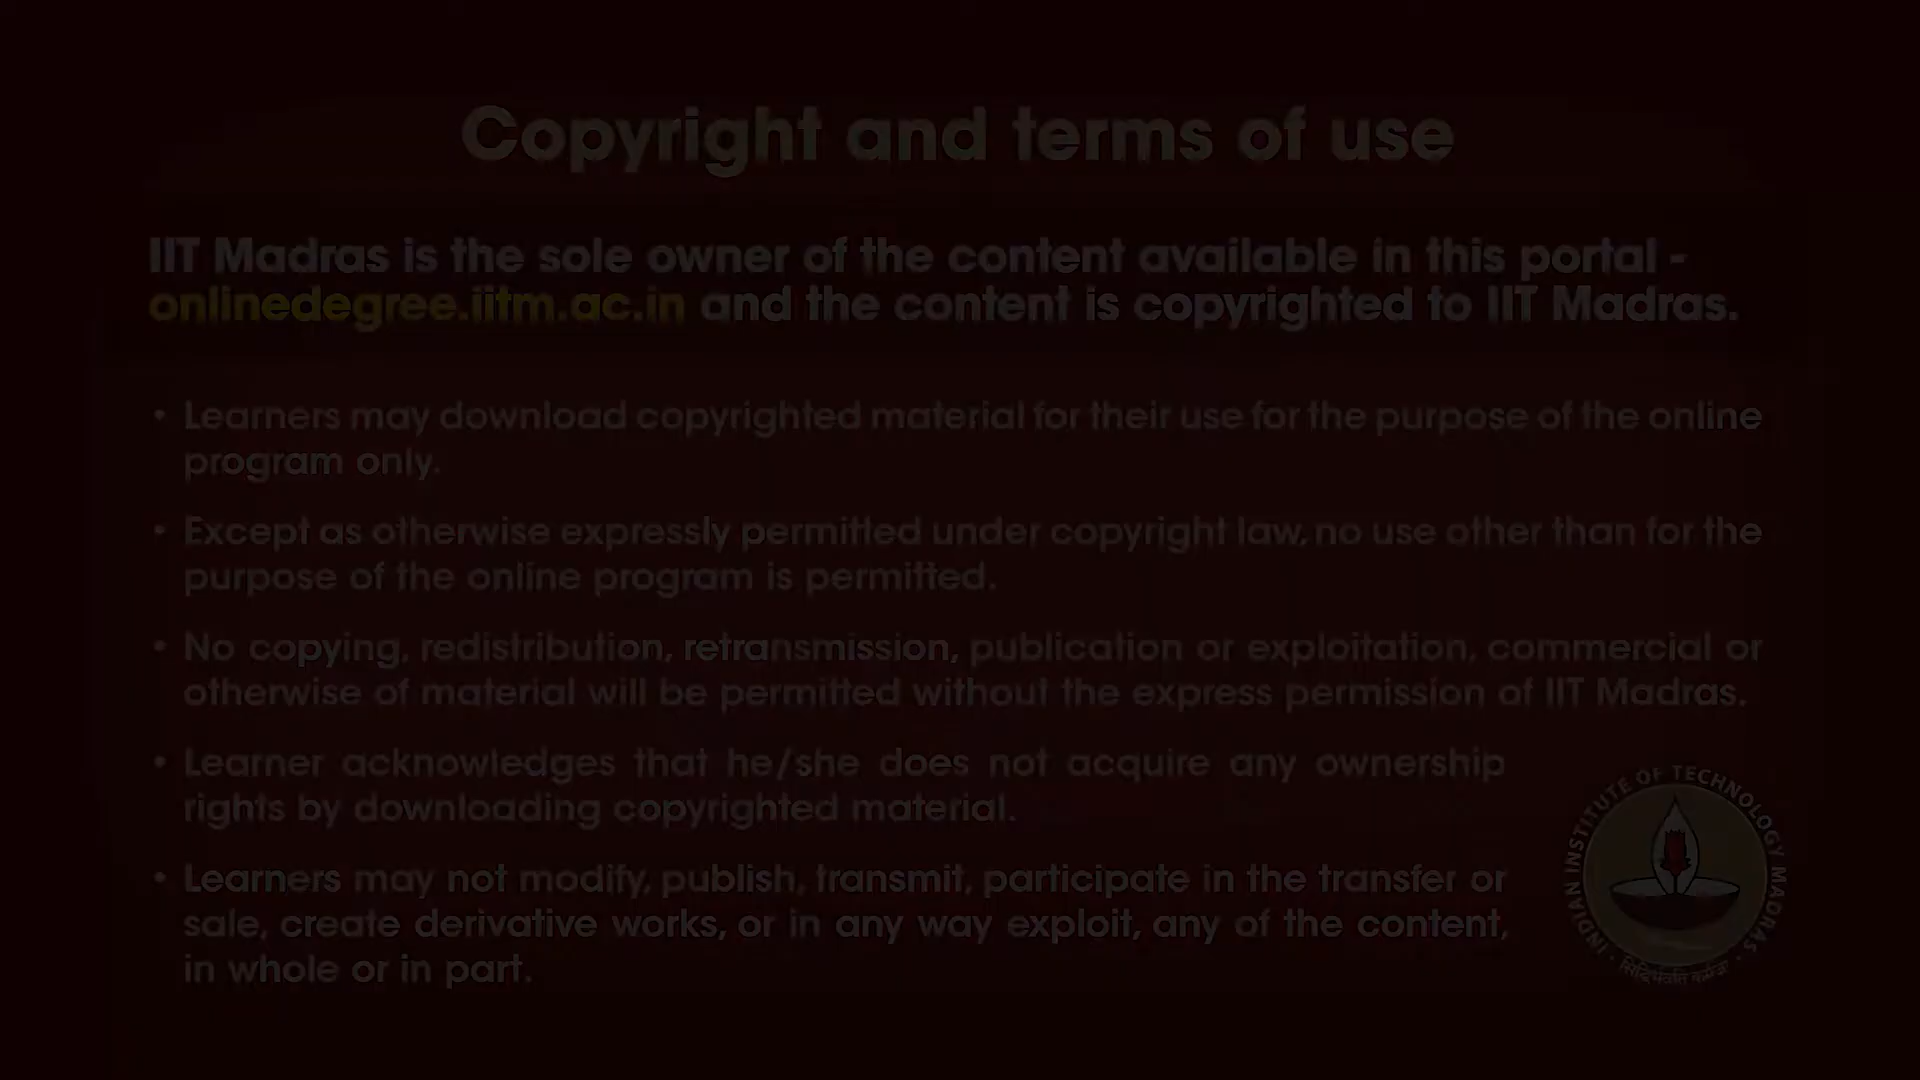 Copyright and terms of use
IIT Madras is the sole owner of the content available in this portal -
onlinedegree.iitm.ac.in and the content is copyrighted to IIT Madras.
• Learners may download copyrighted material for their use for the purpose of the online
program only.
• Except as otherwise expressly permitted under copyright law, no use other than for the
purpose of the online program is permitted.
• No copying, redistribution, retransmission, publication or exploitation, commercial or
otherwise of material will be permitted without the express permission of IIT Madras.
• Learner acknowledges that he/she does not acquire any ownership
rights by downloading copyrighted material.
• Learners may not modify, publish, transmit, participate in the transfer or
sale, create derivative works, or in any way exploit, any of the content,
in whole or in part.
INDIAN INSTITUTE OF TECHNOLOGY MADRAS